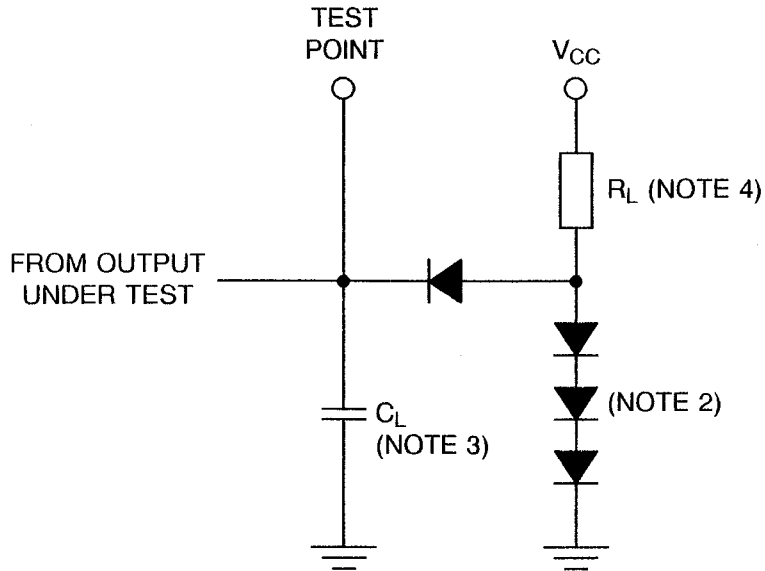 TEST
POINT
VCC
RL (NOTE 4)
FROM OUTPUT
UNDER TEST
CL
(NOTE 3)
(NOTE 2)